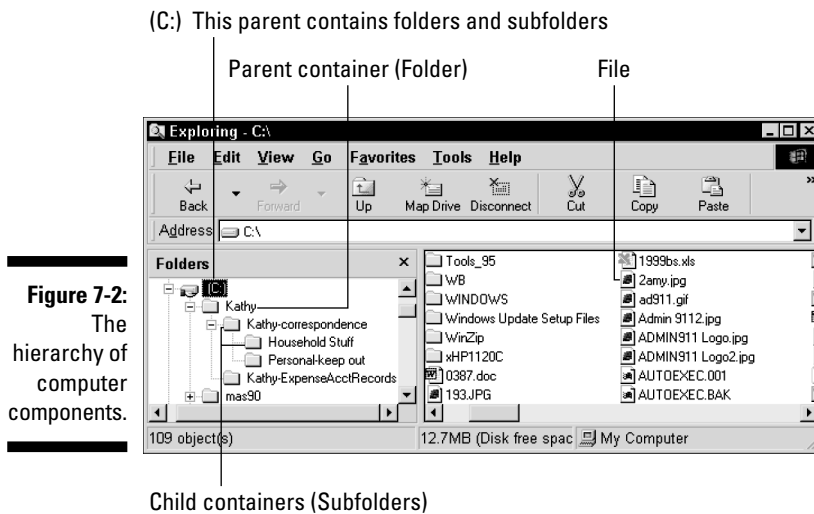 (C:) This parent contains folders and subfolders
Parent container (Folder)
File
Exploring - C:\
File Edit View Go Favorites Tools Help
Back Forward Up Map Drive Disconnect Cut Copy Paste »
Address C:\
Folders ×
(C:)
Kathy
Kathy-correspondence
Household Stuff
Personal-keep out
Kathy-ExpenseAcctRecords
mas90
Tools_95
WB
WINDOWS
Windows Update Setup Files
WinZip
xHP1120C
0387.doc
193.JPG
1999bs.xls
2amy.jpg
ad911.gif
Admin 9112.jpg
ADMIN911 Logo.jpg
ADMIN911 Logo2.jpg
AUTOEXEC.001
AUTOEXEC.BAK
109 object(s)
12.7MB (Disk free spac
My Computer
Figure 7-2:
The
hierarchy of
computer
components.
Child containers (Subfolders)